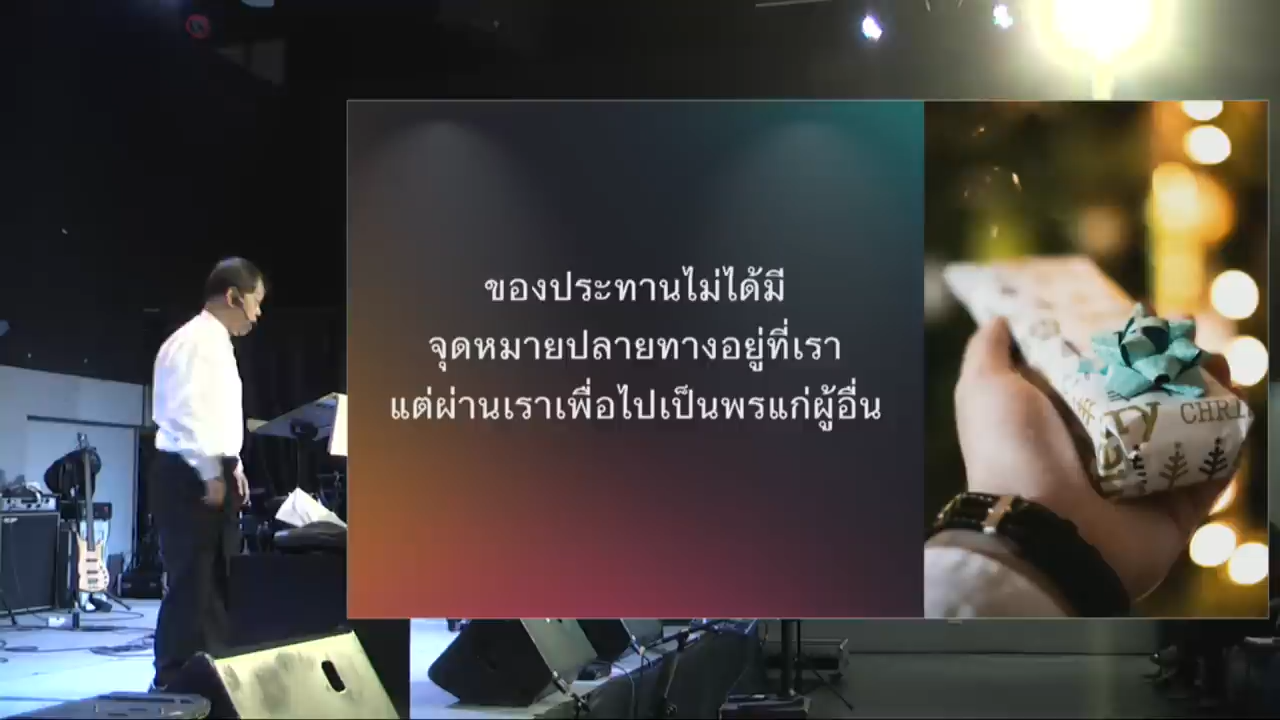 ของประทานไม่ได้มี
จุดหมายปลายทางอยู่ที่เรา
แต่ผ่านเราเพื่อไปเป็นพรแก่ผู้อื่น